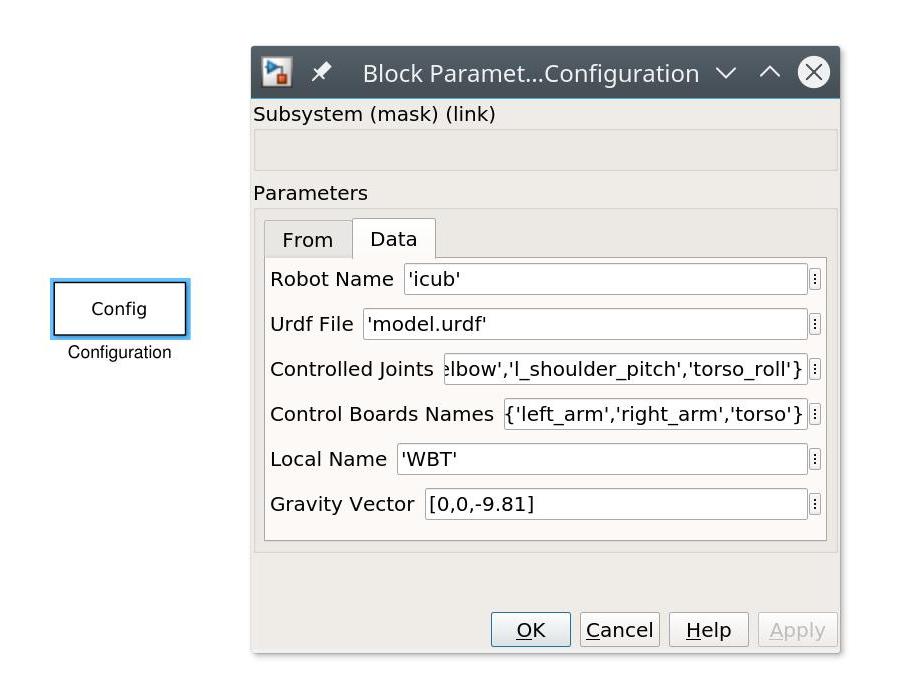 Block Paramet...Configuration
Subsystem (mask) (link)
Parameters
From Data
Robot Name 'icub'
Urdf File 'model.urdf'
Controlled Joints elbow','l_shoulder_pitch','torso_roll'}
Control Boards Names {'left_arm','right_arm','torso'}
Local Name 'WBT'
Gravity Vector [0,0,-9.81]
OK Cancel Help Apply
Config
Configuration